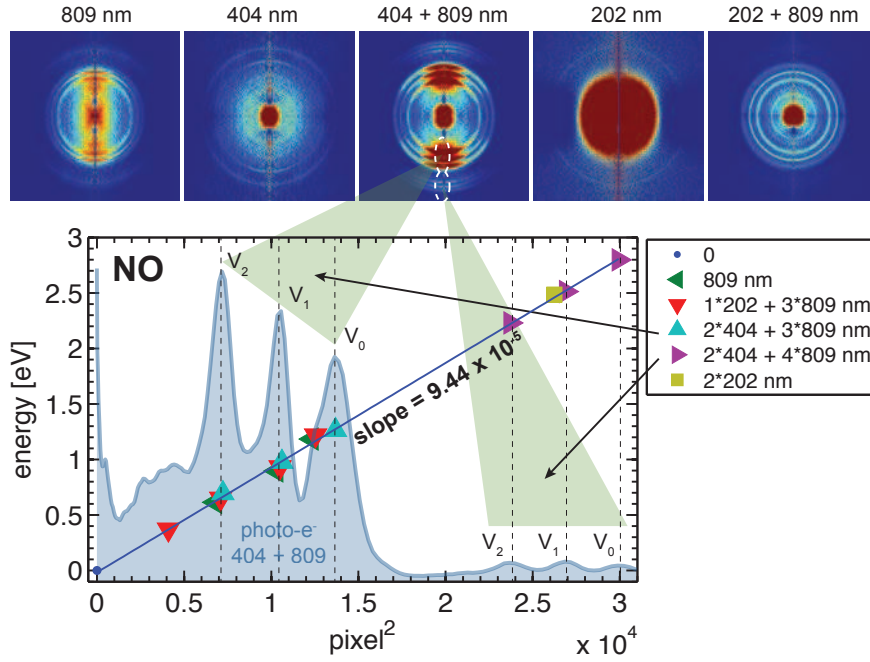 809 nm
404 nm
404 + 809 nm
202 nm
202 + 809 nm
NO
energy [eV]
3
2.5
2
1.5
1
0.5
0
V₂
V₁
V₀
slope = 9.44 x 10⁻⁵
photo-e⁻
404 + 809
V₂ V₁ V₀
0 0.5 1 1.5 2 2.5 3
pixel²
x 10⁴
0
809 nm
1*202 + 3*809 nm
2*404 + 3*809 nm
2*404 + 4*809 nm
2*202 nm